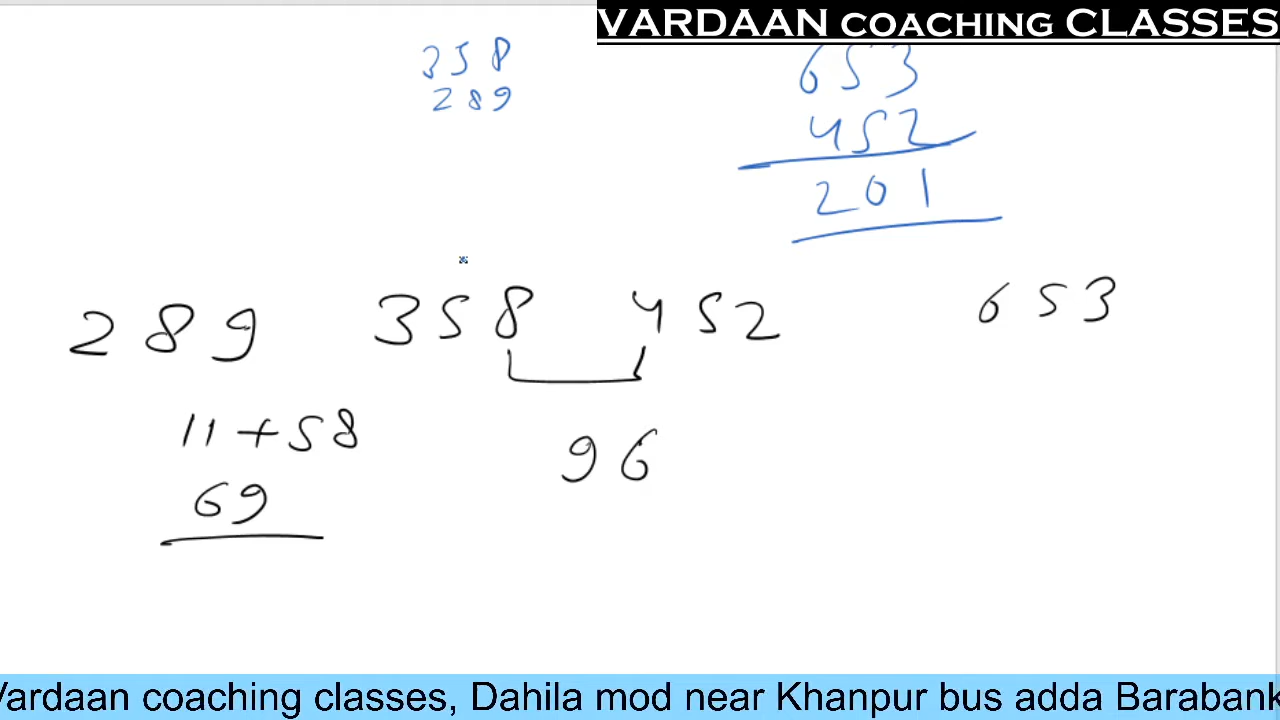 VARDAAN COACHING CLASSES
358
289
653
452
201
289 358 452 653
11+58
69
96
Vardaan coaching classes, Dahila mod near Khanpur bus adda Barabank